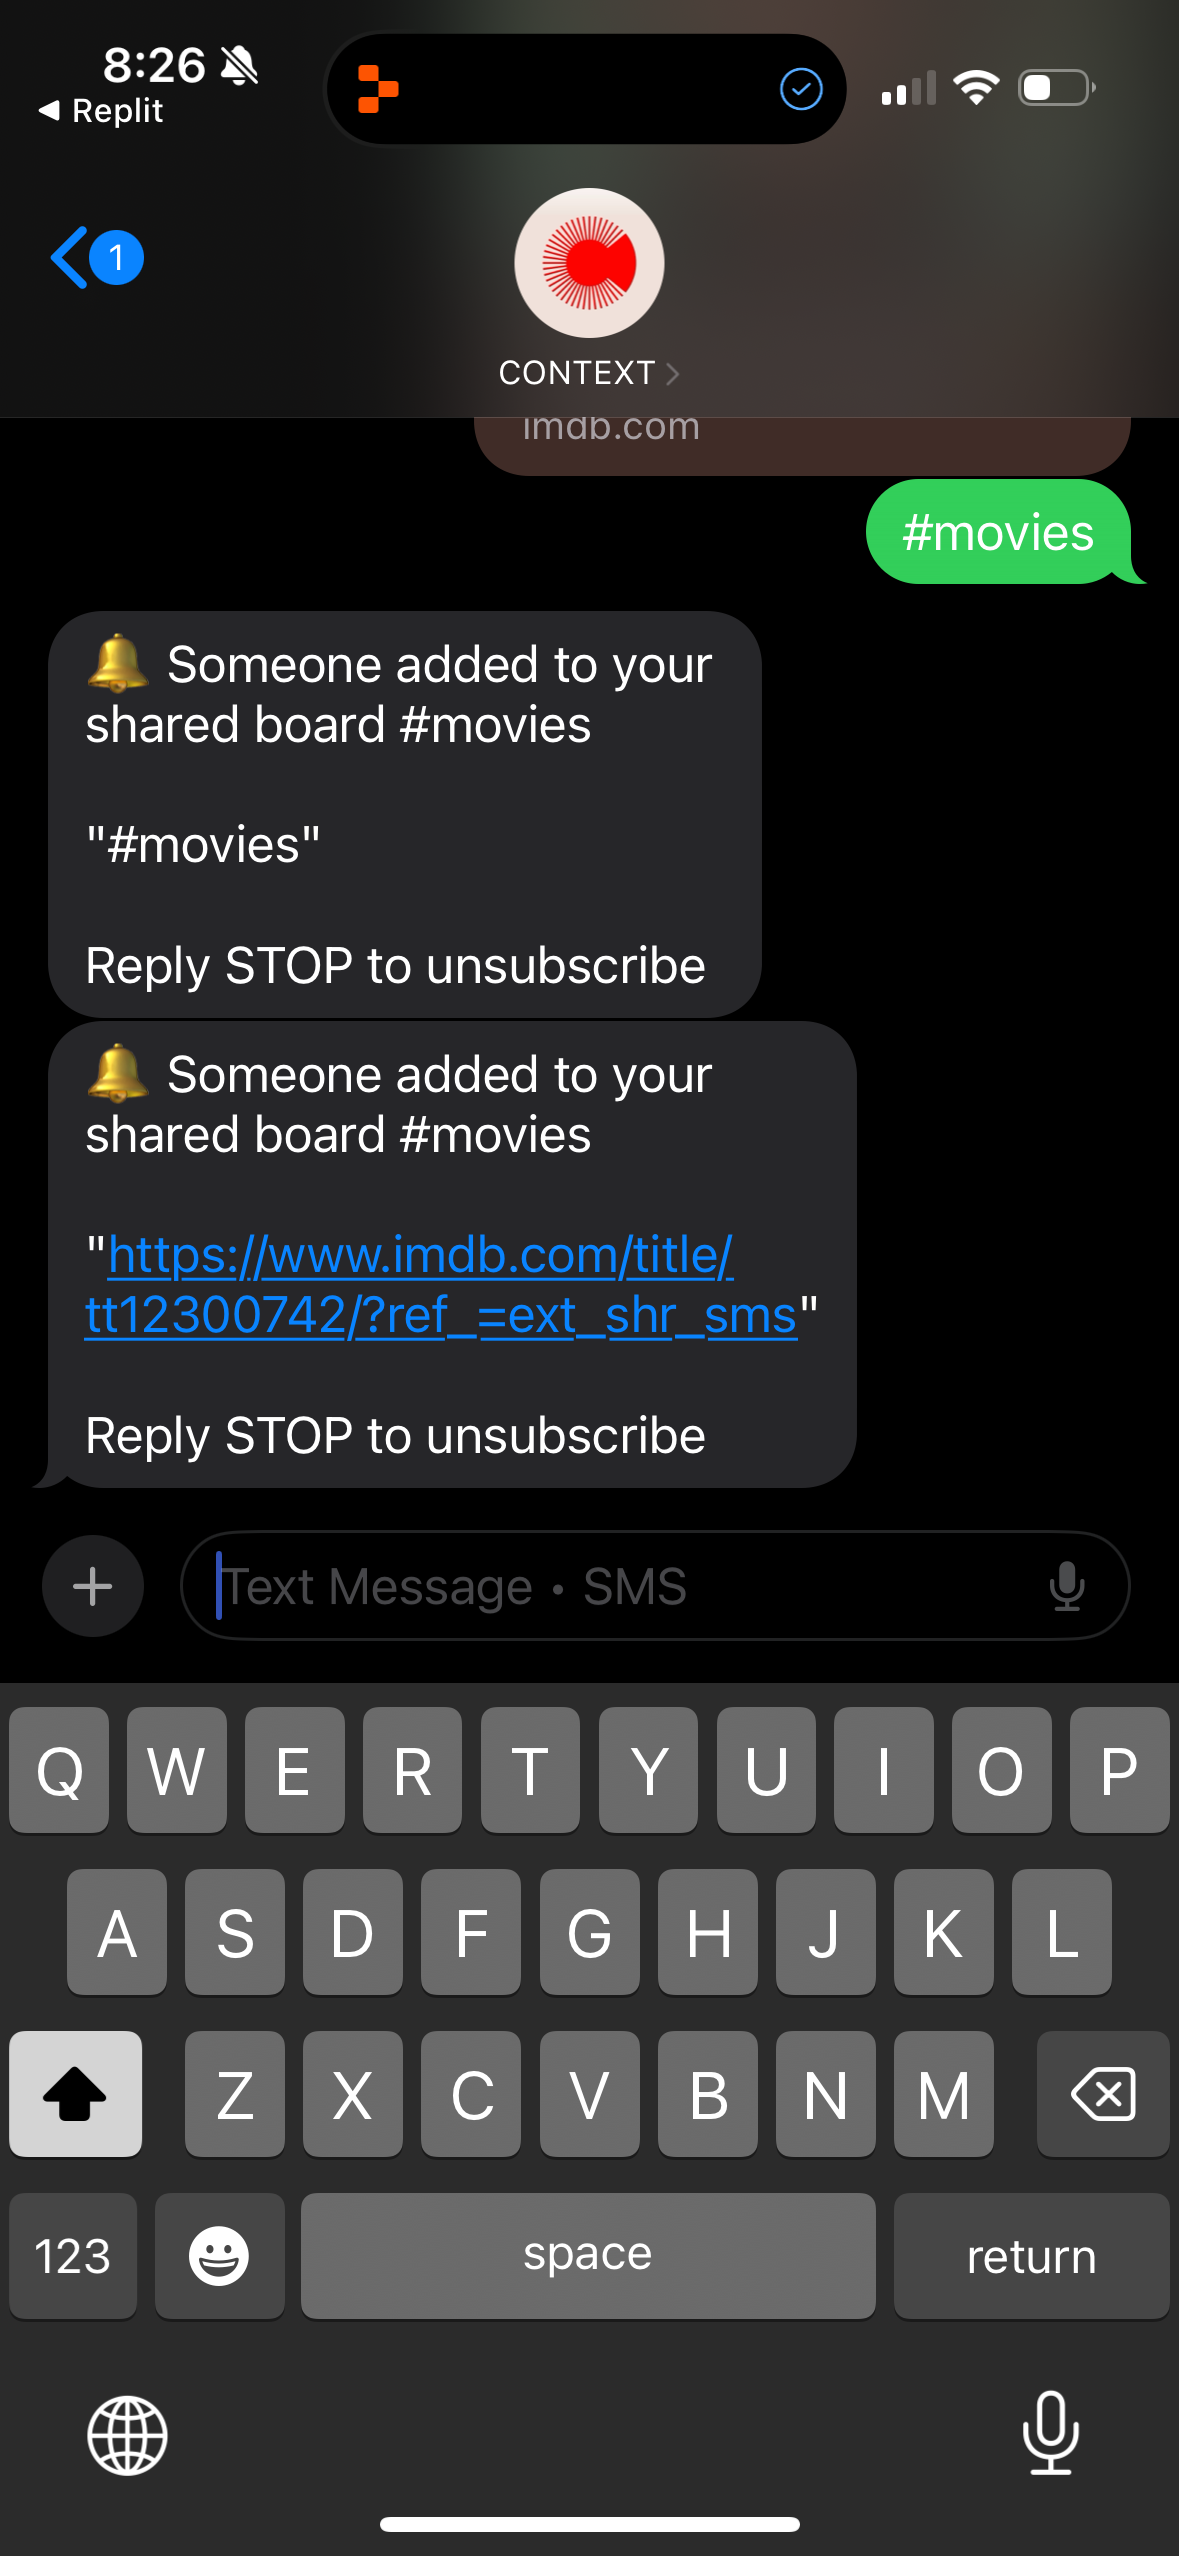 8:26
Replit
1
CONTEXT
imdb.com
#movies
Someone added to your
shared board #movies
"#movies"
Reply STOP to unsubscribe
Someone added to your
shared board #movies
"https://www.imdb.com/title/
tt12300742/?ref_=ext_shr_sms"
Reply STOP to unsubscribe
Text Message • SMS
Q W E R T Y U I O P
A S D F G H J K L
Z X C V B N M
123 space return